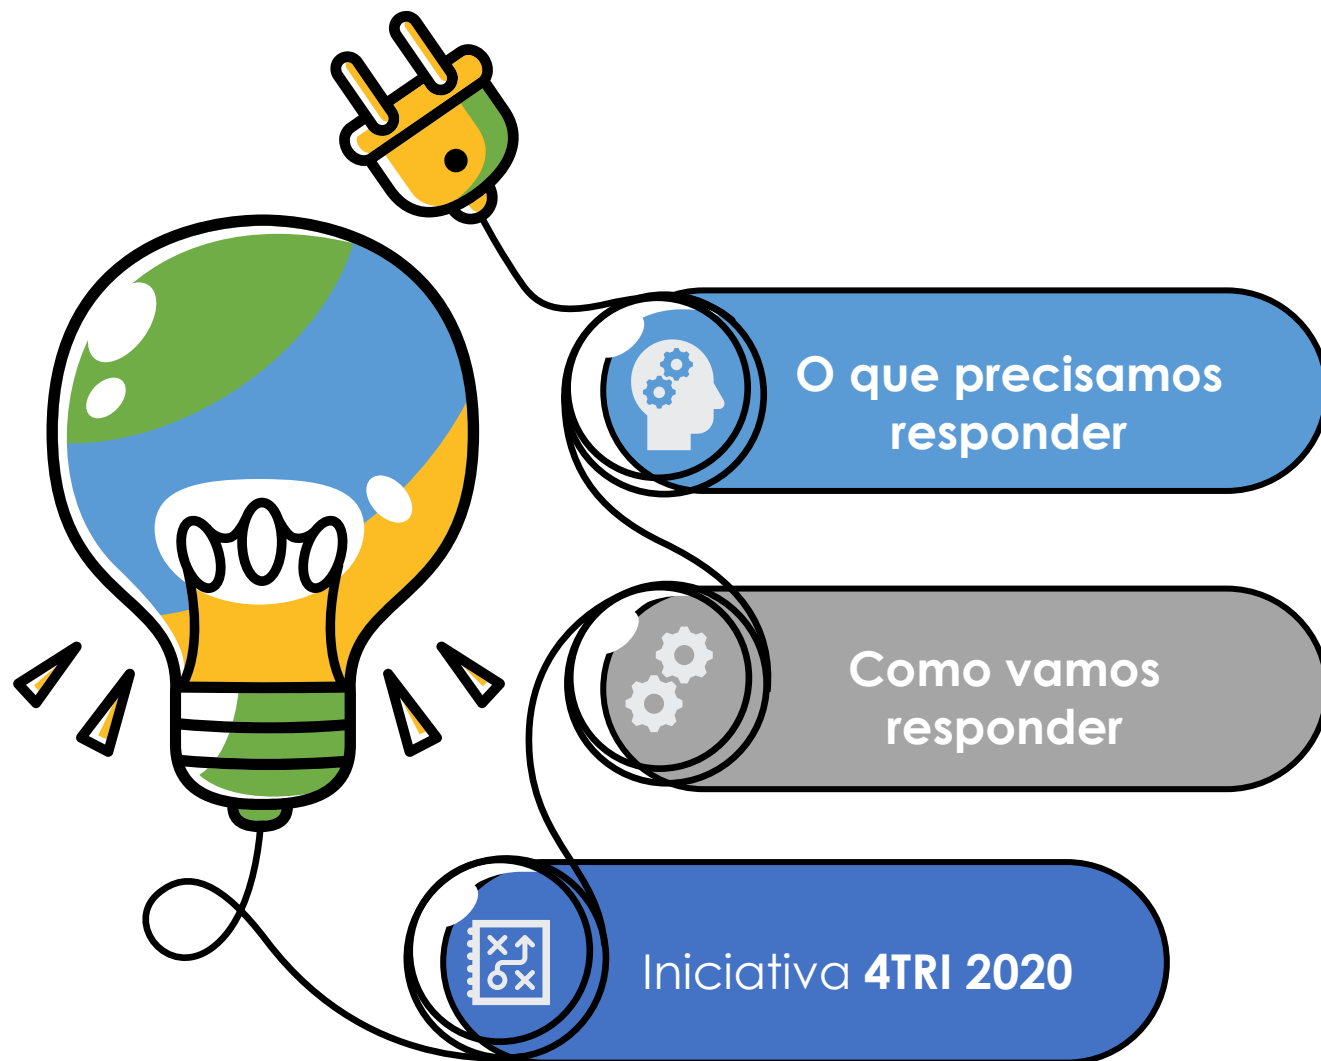 O que precisamos
responder
Como vamos
responder
Iniciativa 4TRI 2020